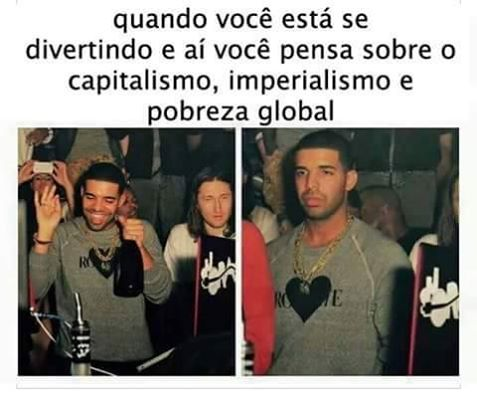 quando você está se
divertindo e aí você pensa sobre o
capitalismo, imperialismo e
pobreza global